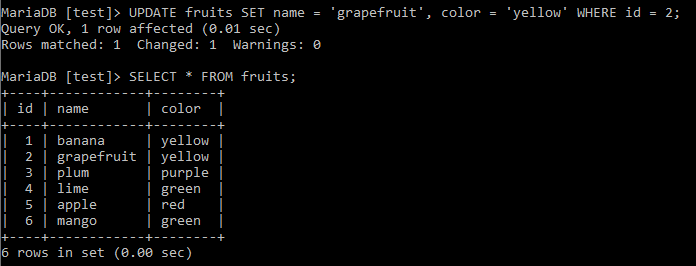 MariaDB [test]> UPDATE fruits SET name = 'grapefruit', color = 'yellow' WHERE id = 2;
Query OK, 1 row affected (0.01 sec)
Rows matched: 1  Changed: 1  Warnings: 0

MariaDB [test]> SELECT * FROM fruits;
+----+------------+--------+
| id | name       | color  |
+----+------------+--------+
|  1 | banana     | yellow |
|  2 | grapefruit | yellow |
|  3 | plum       | purple |
|  4 | lime       | green  |
|  5 | apple      | red    |
|  6 | mango      | green  |
+----+------------+--------+
6 rows in set (0.00 sec)